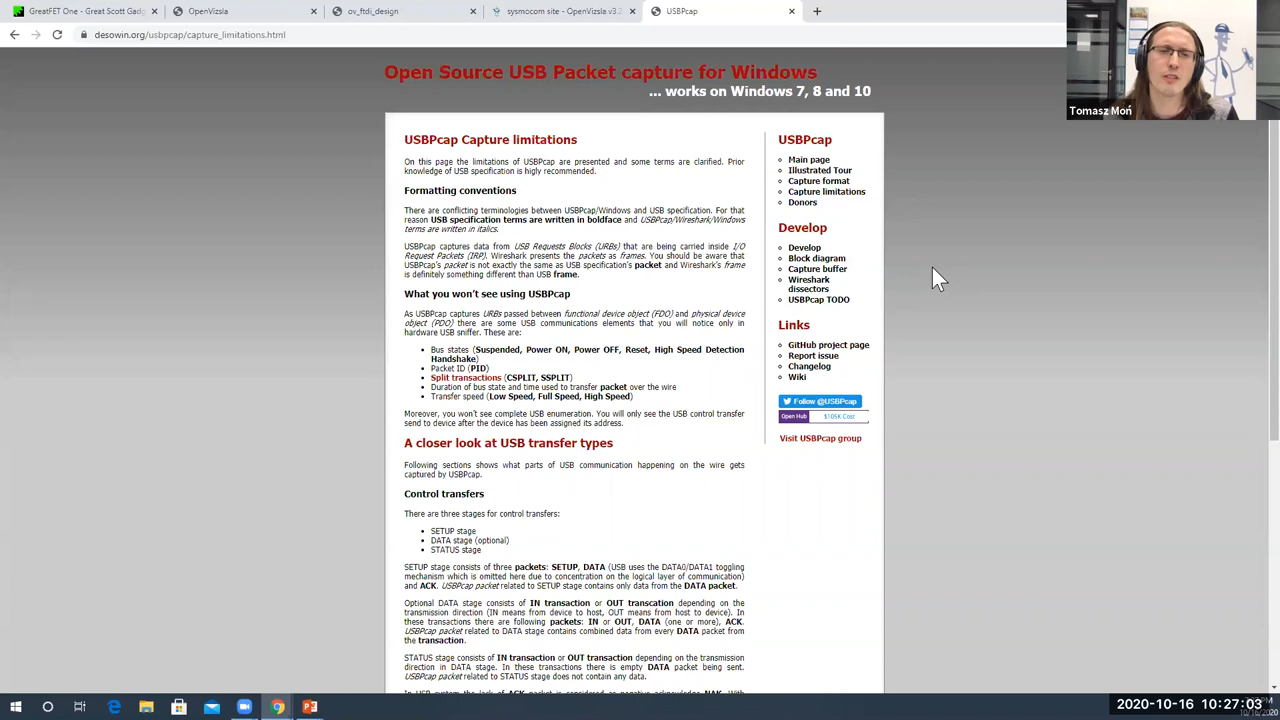 GreatFET One - Great Scott Gadg
OpenVizsla
ov_ftdi_design
sysmocom site - OpenVizsla v3.2
USBPcap
desowin.org/usbpcap/capture_limitations.html
Tomasz Moń
Open Source USB Packet capture for Windows
... works on Windows 7, 8 and 10
USBPcap Capture limitations
On this page the limitations of USBPcap are presented and some terms are clarified. Prior
knowledge of USB specification is higly recommended.
Formatting conventions
There are conflicting terminologies between USBPcap/Windows and USB specification. For that
reason USB specification terms are written in boldface and USBPcap/Wireshark/Windows
terms are written in italics.
USBPcap captures data from USB Requests Blocks (URBs) that are being carried inside I/O
Request Packets (IRP). Wireshark presents the packets as frames. You should be aware that
USBPcap's packet is not exactly the same as USB specification's packet and Wireshark's frame
is definitely something different than USB frame.
What you won't see using USBPcap
As USBPcap captures URBs passed between functional device object (FDO) and physical device
object (PDO) there are some USB communications elements that you will notice only in
hardware USB sniffer. These are:
• Bus states (Suspended, Power ON, Power OFF, Reset, High Speed Detection
Handshake)
• Packet ID (PID)
• Split transactions (CSPLIT, SSPLIT)
• Duration of bus state and time used to transfer packet over the wire
• Transfer speed (Low Speed, Full Speed, High Speed)
Moreover, you won't see complete USB enumeration. You will only see the USB control transfer
send to device after the device has been assigned its address.
A closer look at USB transfer types
Following sections shows what parts of USB communication happening on the wire gets
captured by USBPcap.
Control transfers
There are three stages for control transfers:
• SETUP stage
• DATA stage (optional)
• STATUS stage
SETUP stage consists of three packets: SETUP, DATA (USB uses the DATA0/DATA1 toggling
mechanism which is omitted here due to concentration on the logical layer of communication)
and ACK. USBPcap packet related to SETUP stage contains only data from the DATA packet.
Optional DATA stage consists of IN transaction or OUT transcation depending on the
transmission direction (IN means from device to host, OUT means from host to device). In
these transactions there are following packets: IN or OUT, DATA (one or more), ACK.
USBPcap packet related to DATA stage contains combined data from every DATA packet from
the transaction.
STATUS stage consists of IN transaction or OUT transaction depending on the transmission
direction in DATA stage. In these transactions there is empty DATA packet being sent.
USBPcap packet related to STATUS stage does not contain any data.
In USB system the lack of ACK packet is considered as negative acknowledge NAK. With
USBPcap
Main page
Illustrated Tour
Capture format
Capture limitations
Donors
Develop
Develop
Block diagram
Capture buffer
Wireshark
dissectors
USBPcap TODO
Links
GitHub project page
Report issue
Changelog
Wiki
Follow @USBPcap
Open Hub $105K Cost
Visit USBPcap group
2020-10-16 10:27:03